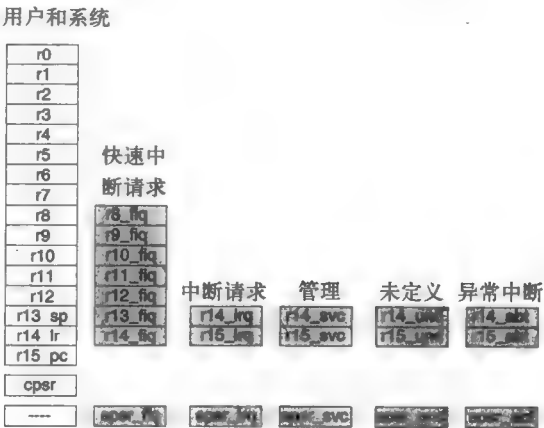 用户和系统
r0
r1
r2
r3
r4
r5
r6
r7
r8
r9
r10
r11
r12
r13 sp
r14 lr
r15 pc
cpsr
----
快速中
断请求
r8_fiq
r9_fiq
r10_fiq
r11_fiq
r12_fiq
r13_fiq
r14_fiq
中断请求
r14_irq
r15_irq
管理
r14_svc
r15_svc
未定义
异常中断
r14_abt
r15_abt